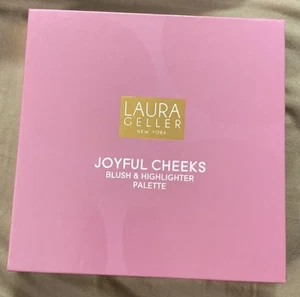 LAURA
GELLER
NEW YORK
JOYFUL CHEEKS
BLUSH & HIGHLIGHTER
PALETTE